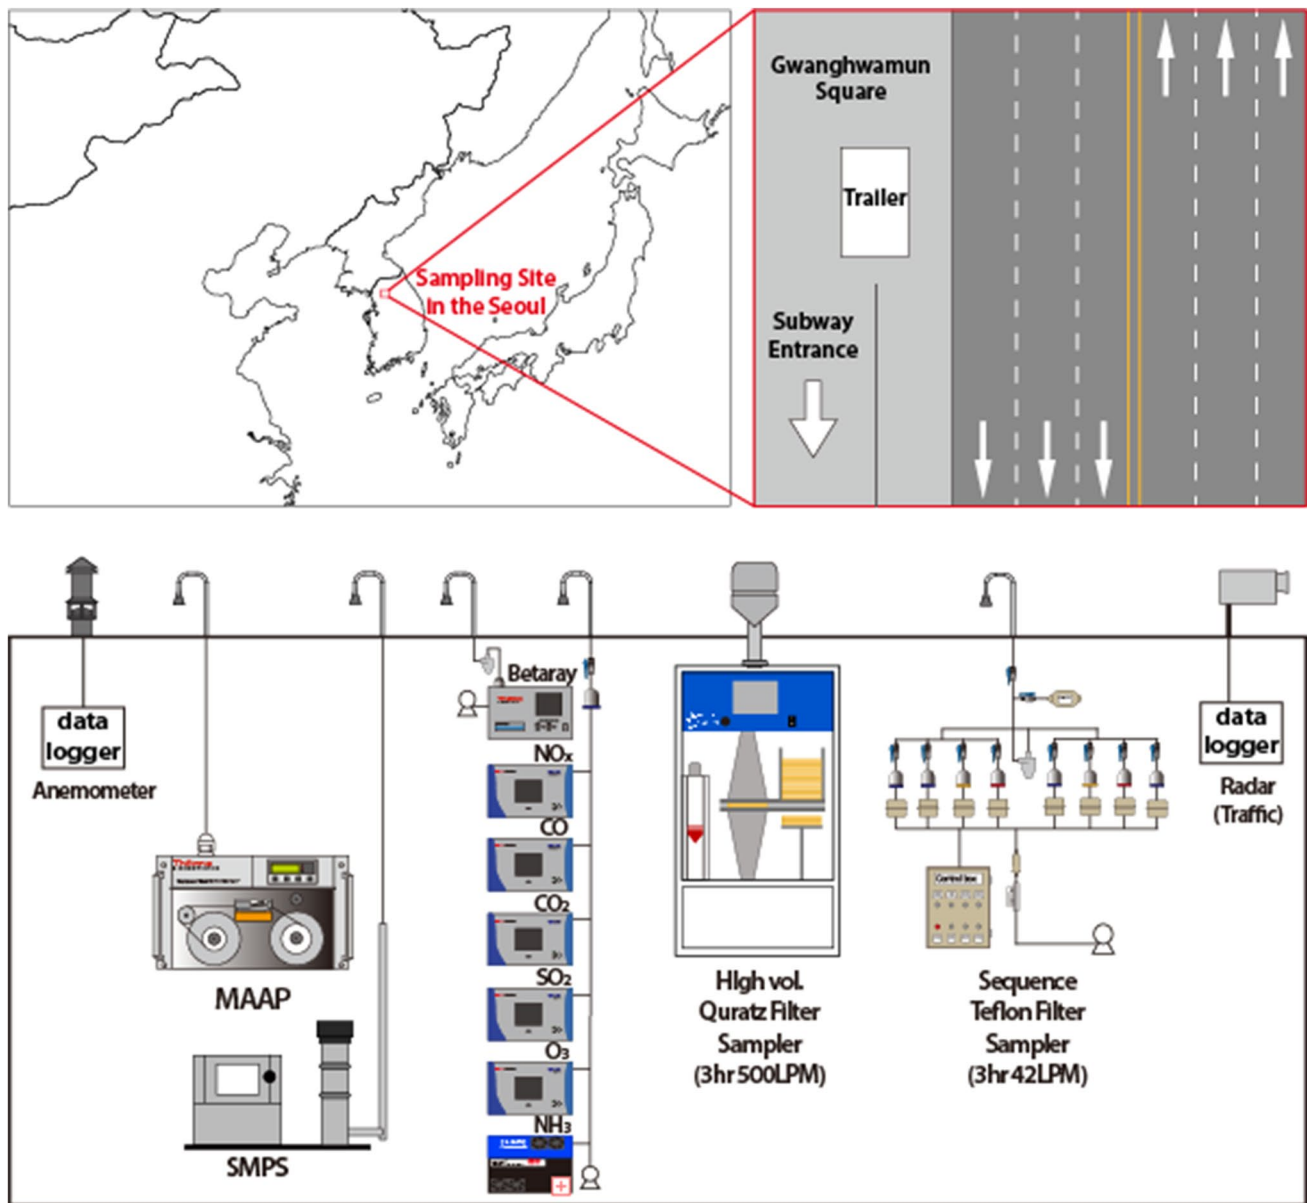 Gwanghwamun
Square
Trailer
Sampling Site
in the Seoul
Subway
Entrance
Betaray
data
logger
Anemometer
NOx
CO
CO2
SO2
O3
NH3
MAAP
SMPS
HIgh vol.
Quratz Filter
Sampler
(3hr 500LPM)
Control box
Sequence
Teflon Filter
Sampler
(3hr 42LPM)
data
logger
Radar
(Traffic)